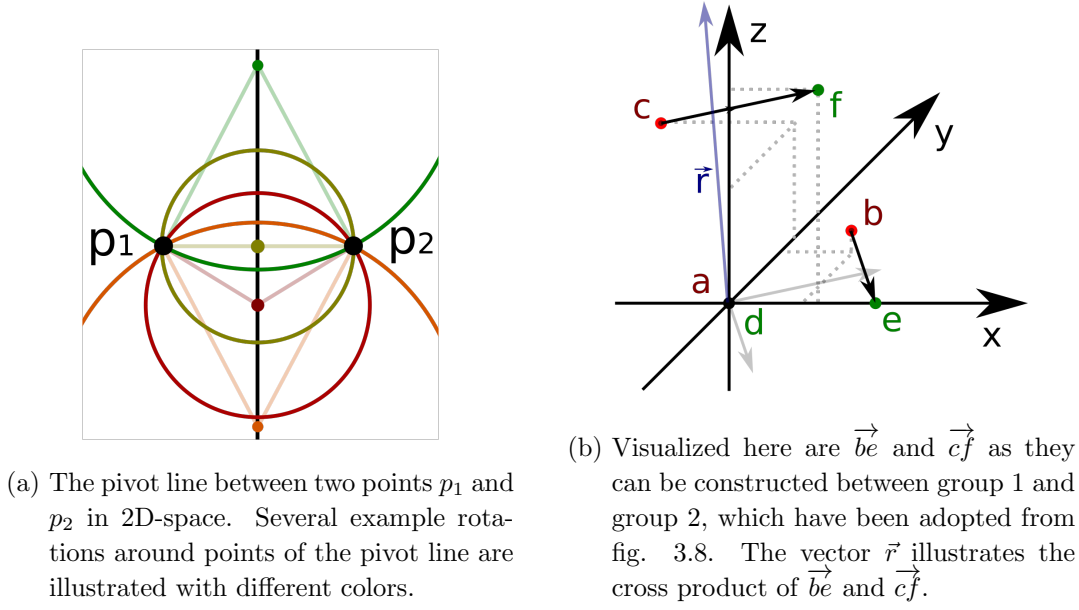 p₁
p₂
(a) The pivot line between two points p₁ and
p₂ in 2D-space. Several example rota-
tions around points of the pivot line are
illustrated with different colors.
z
c
f
y
r⃗
b
a
d
e
x
(b) Visualized here are be⃗ and cf⃗ as they
can be constructed between group 1 and
group 2, which have been adopted from
fig. 3.8. The vector r⃗ illustrates the
cross product of be⃗ and cf⃗.